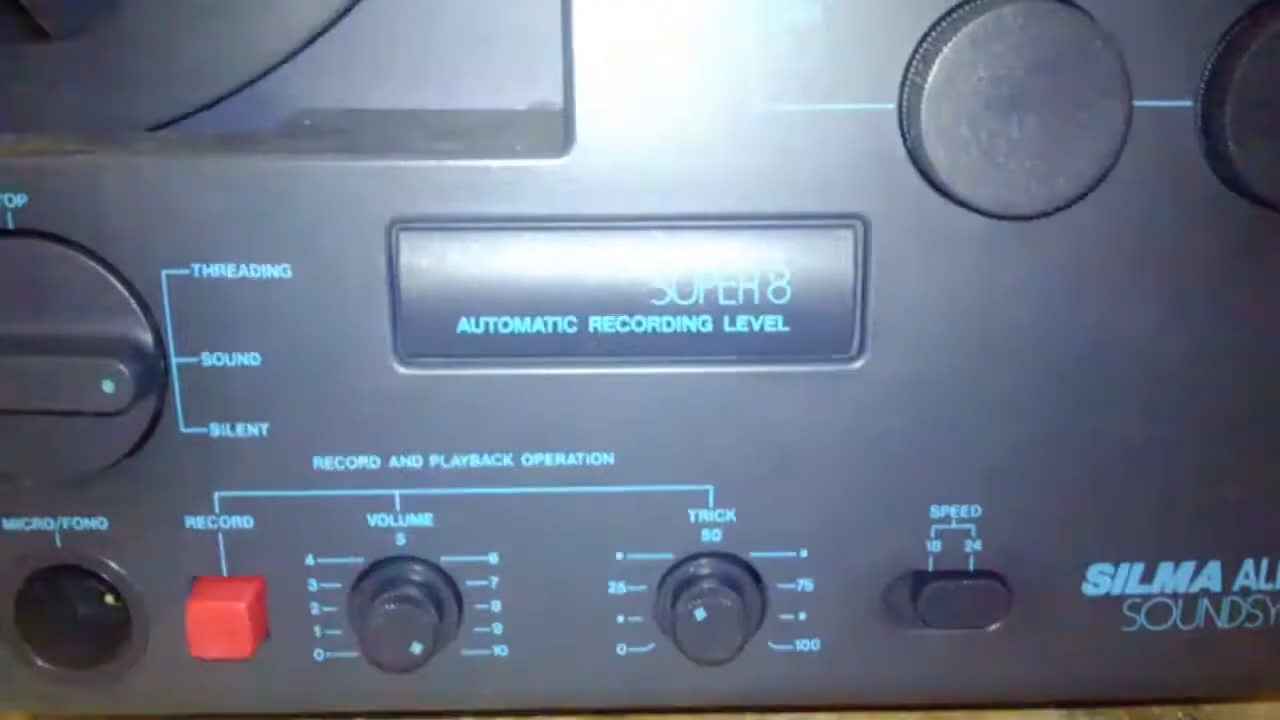 TOP
THREADING
SUPER 8
AUTOMATIC RECORDING LEVEL
SOUND
SILENT
RECORD AND PLAYBACK OPERATION
MICRO/FONO
RECORD
VOLUME
TRICK
SPEED
5
50
18 24
4 6
3 7
25 75
2 8
1 9
0 10
0 100
SILMA
SOUNDSY